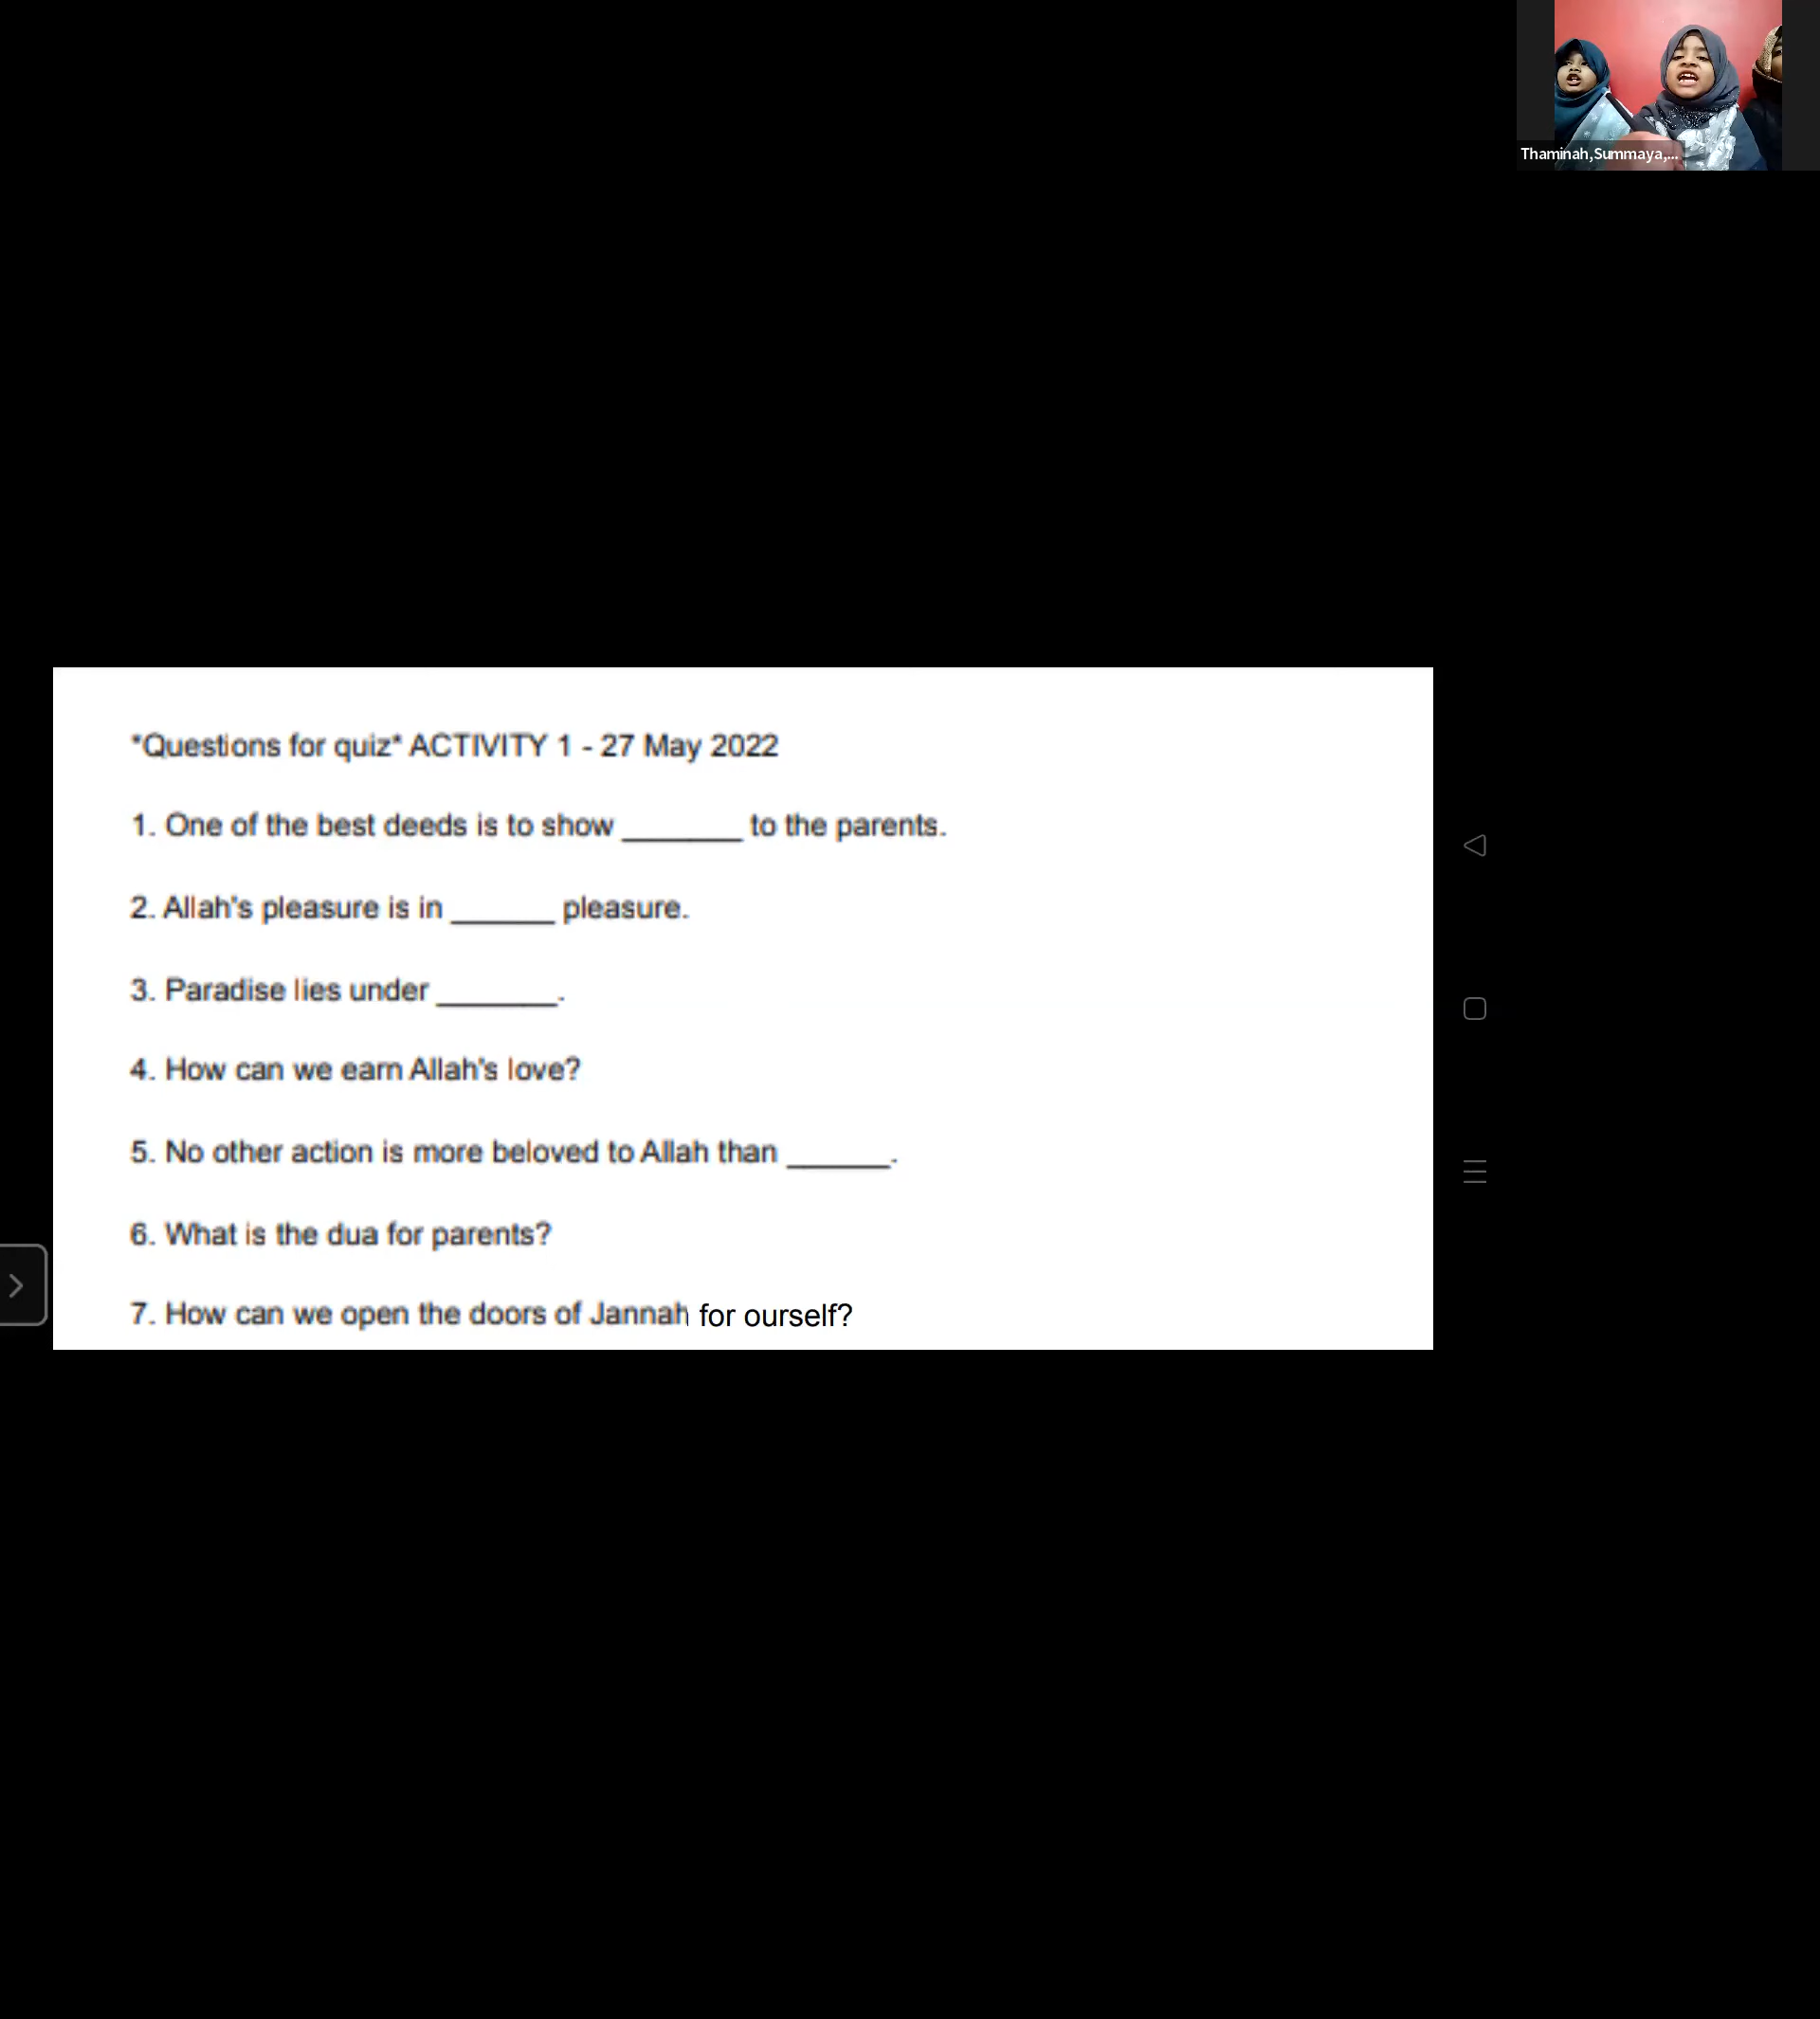 Thaminah,Summaya,...
*Questions for quiz* ACTIVITY 1 - 27 May 2022
1. One of the best deeds is to show _______ to the parents.
2. Allah's pleasure is in ______ pleasure.
3. Paradise lies under _______.
4. How can we earn Allah's love?
5. No other action is more beloved to Allah than ______.
6. What is the dua for parents?
7. How can we open the doors of Jannah for ourself?